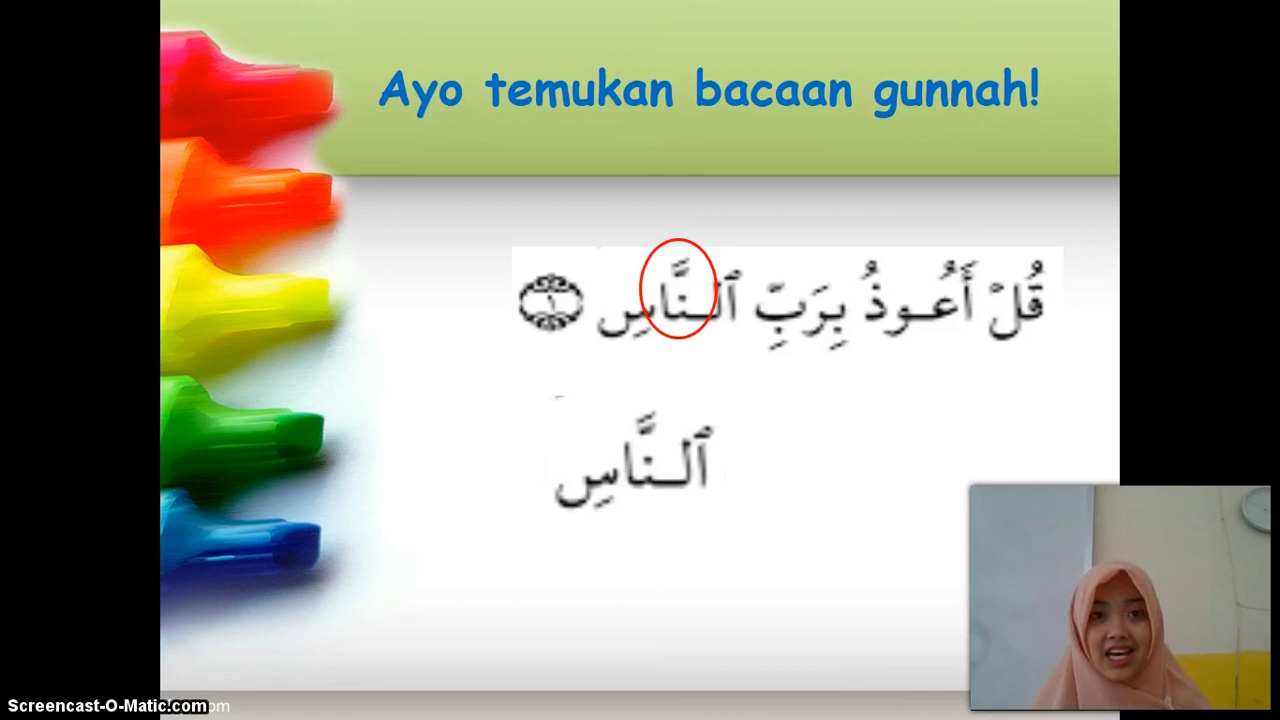 Ayo temukan bacaan gunnah!
قُلْ أَعُوذُ بِرَبِّ ٱلنَّاسِ ۝١
ٱلنَّاسِ
Screencast-O-Matic.com